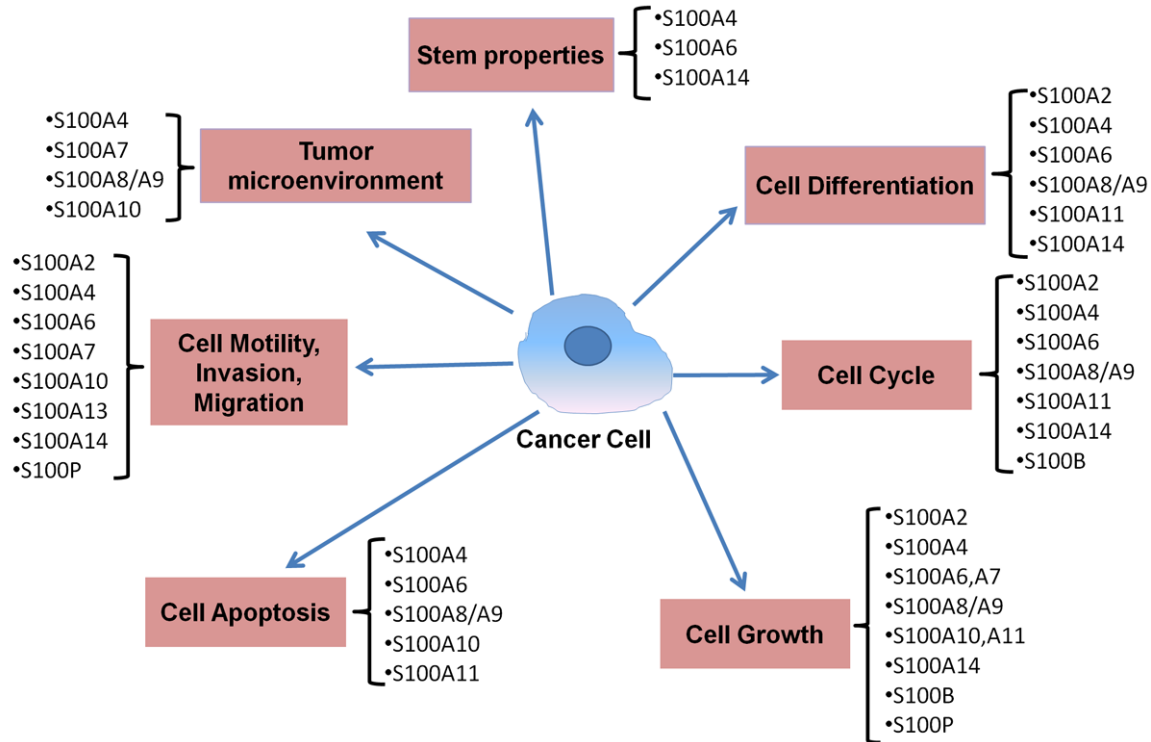 Stem properties
•S100A4
•S100A6
•S100A14
Tumor
microenvironment
•S100A4
•S100A7
•S100A8/A9
•S100A10
Cell Differentiation
•S100A2
•S100A4
•S100A6
•S100A8/A9
•S100A11
•S100A14
Cell Motility,
Invasion,
Migration
•S100A2
•S100A4
•S100A6
•S100A7
•S100A10
•S100A13
•S100A14
•S100P
Cancer Cell
Cell Cycle
•S100A2
•S100A4
•S100A6
•S100A8/A9
•S100A11
•S100A14
•S100B
Cell Apoptosis
•S100A4
•S100A6
•S100A8/A9
•S100A10
•S100A11
Cell Growth
•S100A2
•S100A4
•S100A6,A7
•S100A8/A9
•S100A10,A11
•S100A14
•S100B
•S100P